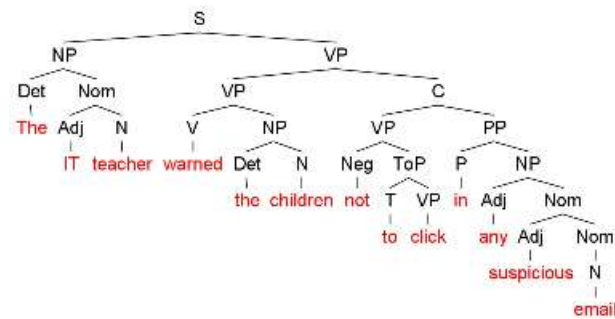 S
NP VP
Det Nom VP C
The Adj N V NP VP PP
IT teacher warned Det N Neg ToP P NP
the children not T VP in Adj Nom
to click any Adj Nom
suspicious N
email